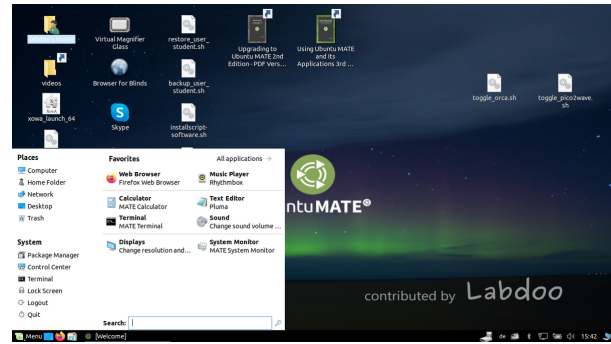 Virtual Magnifier
Glass
restore_user_
student.sh
Upgrading to
Ubuntu MATE 2nd
Edition - PDF Vers...
Using Ubuntu MATE
and its
Applications 3rd ...
videos
Browser for Blinds
backup_user_
student.sh
toggle_orca.sh
toggle_pico2wave.
sh
xowa_launch_64
Skype
installscript-
software.sh
Places
Computer
Home Folder
Network
Desktop
Trash
System
Package Manager
Control Center
Terminal
Lock Screen
Logout
Quit
Favorites
All applications
Web Browser
Firefox Web Browser
Music Player
Rhythmbox
Calculator
MATE Calculator
Text Editor
Pluma
Terminal
MATE Terminal
Sound
Change sound volume ...
Displays
Change resolution and...
System Monitor
MATE System Monitor
Search:
ntu MATE®
contributed by Labdoo
Menu
[Welcome]
de
15:42